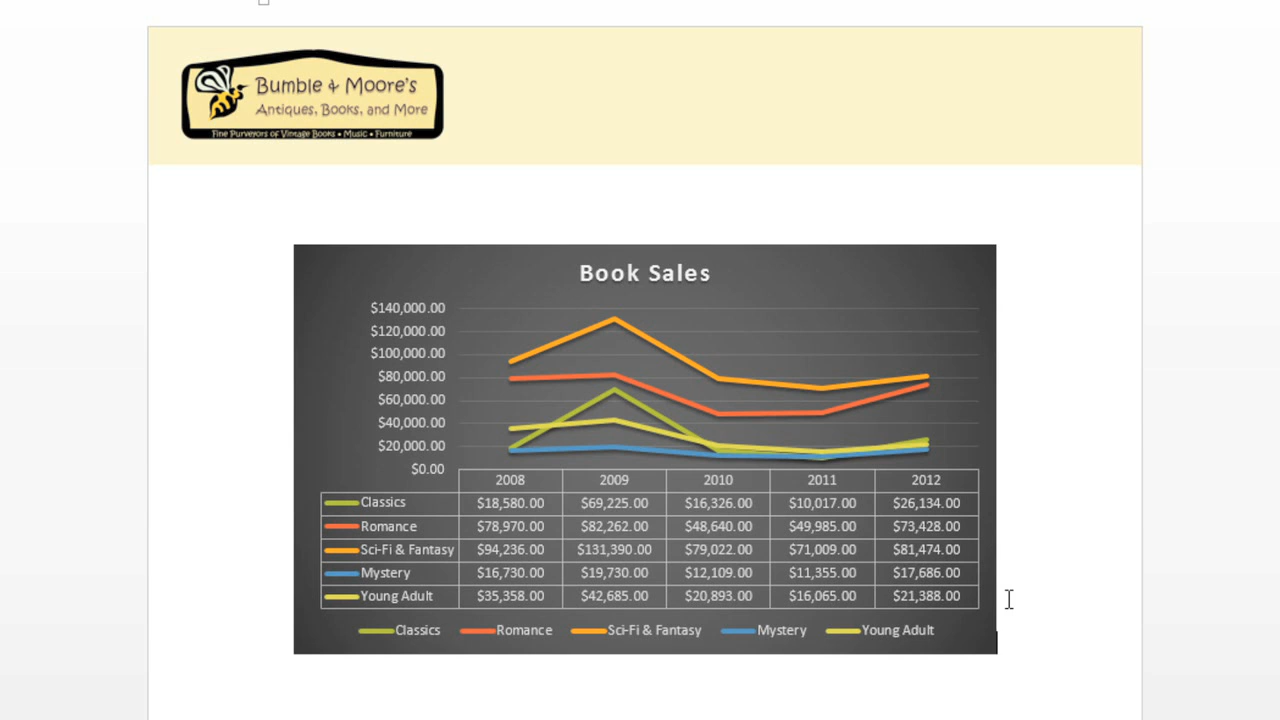 Bumble & Moore's
Antiques, Books, and More
Fine Purveyors of Vintage Books • Music • Furniture
Book Sales
$140,000.00
$120,000.00
$100,000.00
$80,000.00
$60,000.00
$40,000.00
$20,000.00
$0.00
2008 2009 2010 2011 2012
Classics $18,580.00 $69,225.00 $16,326.00 $10,017.00 $26,134.00
Romance $78,970.00 $82,262.00 $48,640.00 $49,985.00 $73,428.00
Sci-Fi & Fantasy $94,236.00 $131,390.00 $79,022.00 $71,009.00 $81,474.00
Mystery $16,730.00 $19,730.00 $12,109.00 $11,355.00 $17,686.00
Young Adult $35,358.00 $42,685.00 $20,893.00 $16,065.00 $21,388.00
Classics Romance Sci-Fi & Fantasy Mystery Young Adult